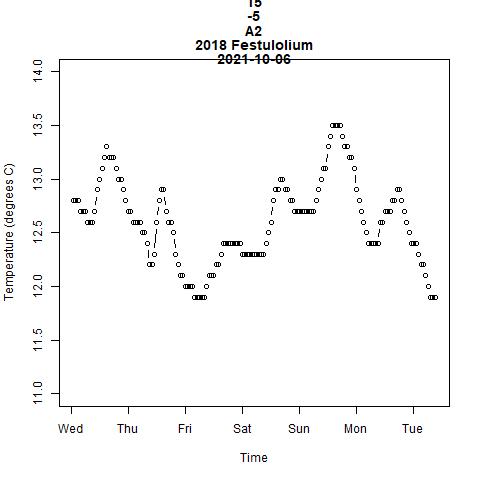 15
-5
A2
2018 Festulolium
2021-10-06
Temperature (degrees C)
14.0
13.5
13.0
12.5
12.0
11.5
11.0
Wed Thu Fri Sat Sun Mon Tue
Time